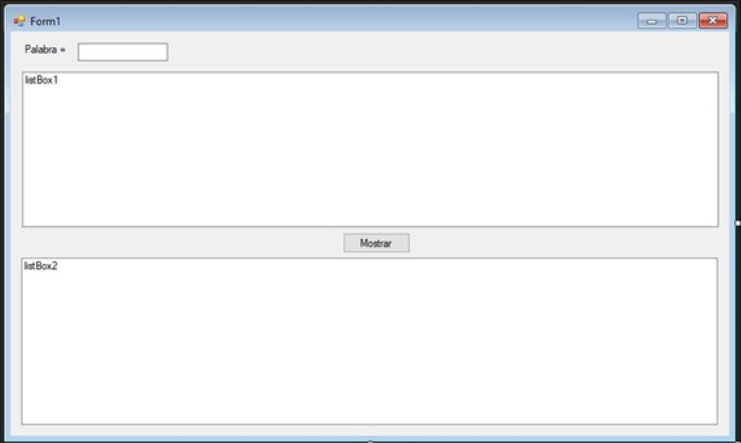 Form1
Palabra =
listBox1
Mostrar
listBox2